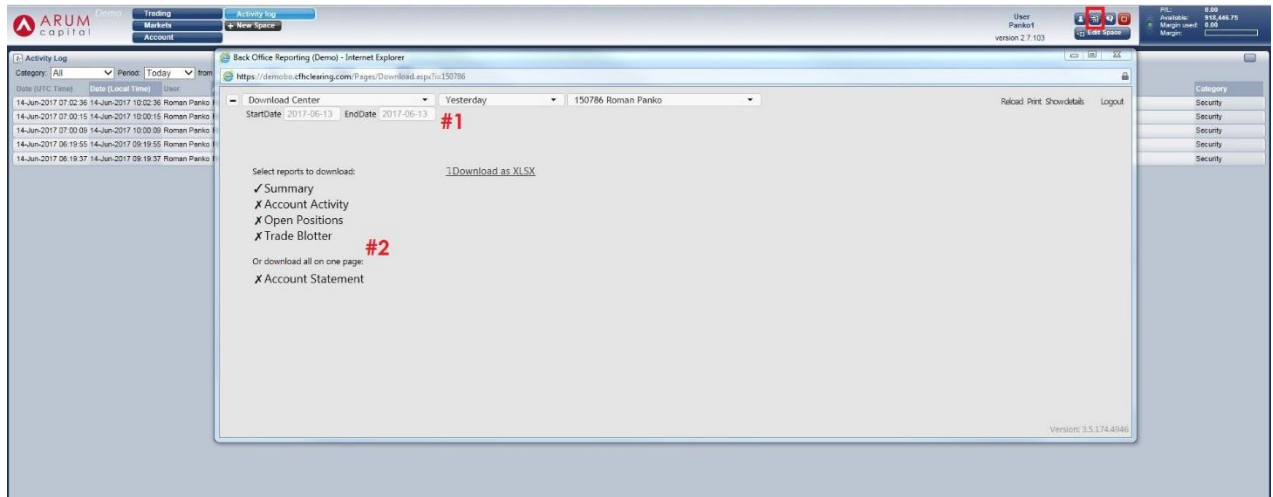 ARUM capital
Demo
Trading
Markets
Account
Activity log
+ New Space
User
Panko1
version 2.7.103
Edit Space
P/L: 0.00
Available: 918,446.75
Margin used: 0.00
Margin:
Activity Log
Category: All Period: Today from
Date (UTC Time) Date (Local Time) User
Category
14-Jun-2017 07:02:36 14-Jun-2017 10:02:36 Roman Panko
Security
14-Jun-2017 07:00:15 14-Jun-2017 10:00:15 Roman Panko
Security
14-Jun-2017 07:00:09 14-Jun-2017 10:00:09 Roman Panko
Security
14-Jun-2017 06:19:55 14-Jun-2017 09:19:55 Roman Panko
Security
14-Jun-2017 06:19:37 14-Jun-2017 09:19:37 Roman Panko
Security
Back Office Reporting (Demo) - Internet Explorer
https://demobo.cfhclearing.com/Pages/Download.aspx?i=150786
Download Center Yesterday 150786 Roman Panko
Reload Print Showdetails Logout
StartDate 2017-06-13 EndDate 2017-06-13
#1
Select reports to download:
Download as XLSX
✓ Summary
✗ Account Activity
✗ Open Positions
✗ Trade Blotter
#2
Or download all on one page:
✗ Account Statement
Version: 3.5.174.4946